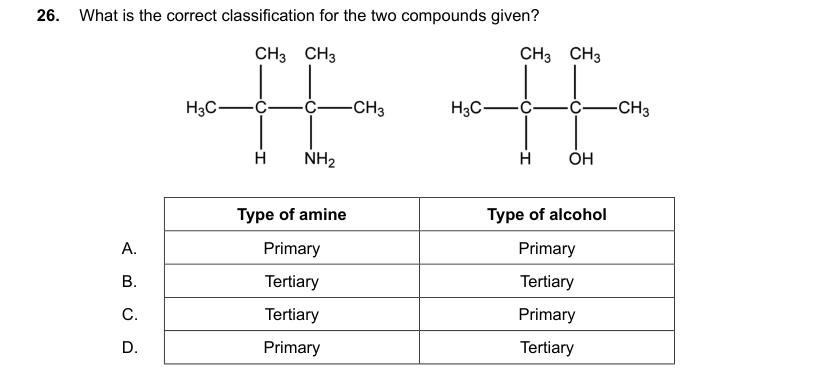 26. What is the correct classification for the two compounds given?
CH₃ CH₃ CH₃ CH₃
H₃C C C CH₃ H₃C C C CH₃
H NH₂ H OH
Type of amine Type of alcohol
A. Primary Primary
B. Tertiary Tertiary
C. Tertiary Primary
D. Primary Tertiary